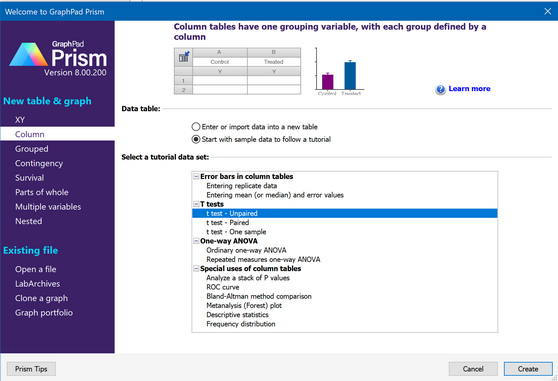 Welcome to GraphPad Prism
GraphPad
Prism
Version 8.00.200
New table & graph
XY
Column
Grouped
Contingency
Survival
Parts of whole
Multiple variables
Nested
Existing file
Open a file
LabArchives
Clone a graph
Graph portfolio
Column tables have one grouping variable, with each group defined by a
column
A B
Control Treated
Y Y
1
2
Control Treated
? Learn more
Data table:
Enter or import data into a new table
Start with sample data to follow a tutorial
Select a tutorial data set:
Error bars in column tables
Entering replicate data
Entering mean (or median) and error values
T tests
t test - Unpaired
t test - Paired
t test - One sample
One-way ANOVA
Ordinary one-way ANOVA
Repeated measures one-way ANOVA
Special uses of column tables
Analyze a stack of P values
ROC curve
Bland-Altman method comparison
Metanalysis (Forest) plot
Descriptive statistics
Frequency distribution
Prism Tips
Cancel
Create